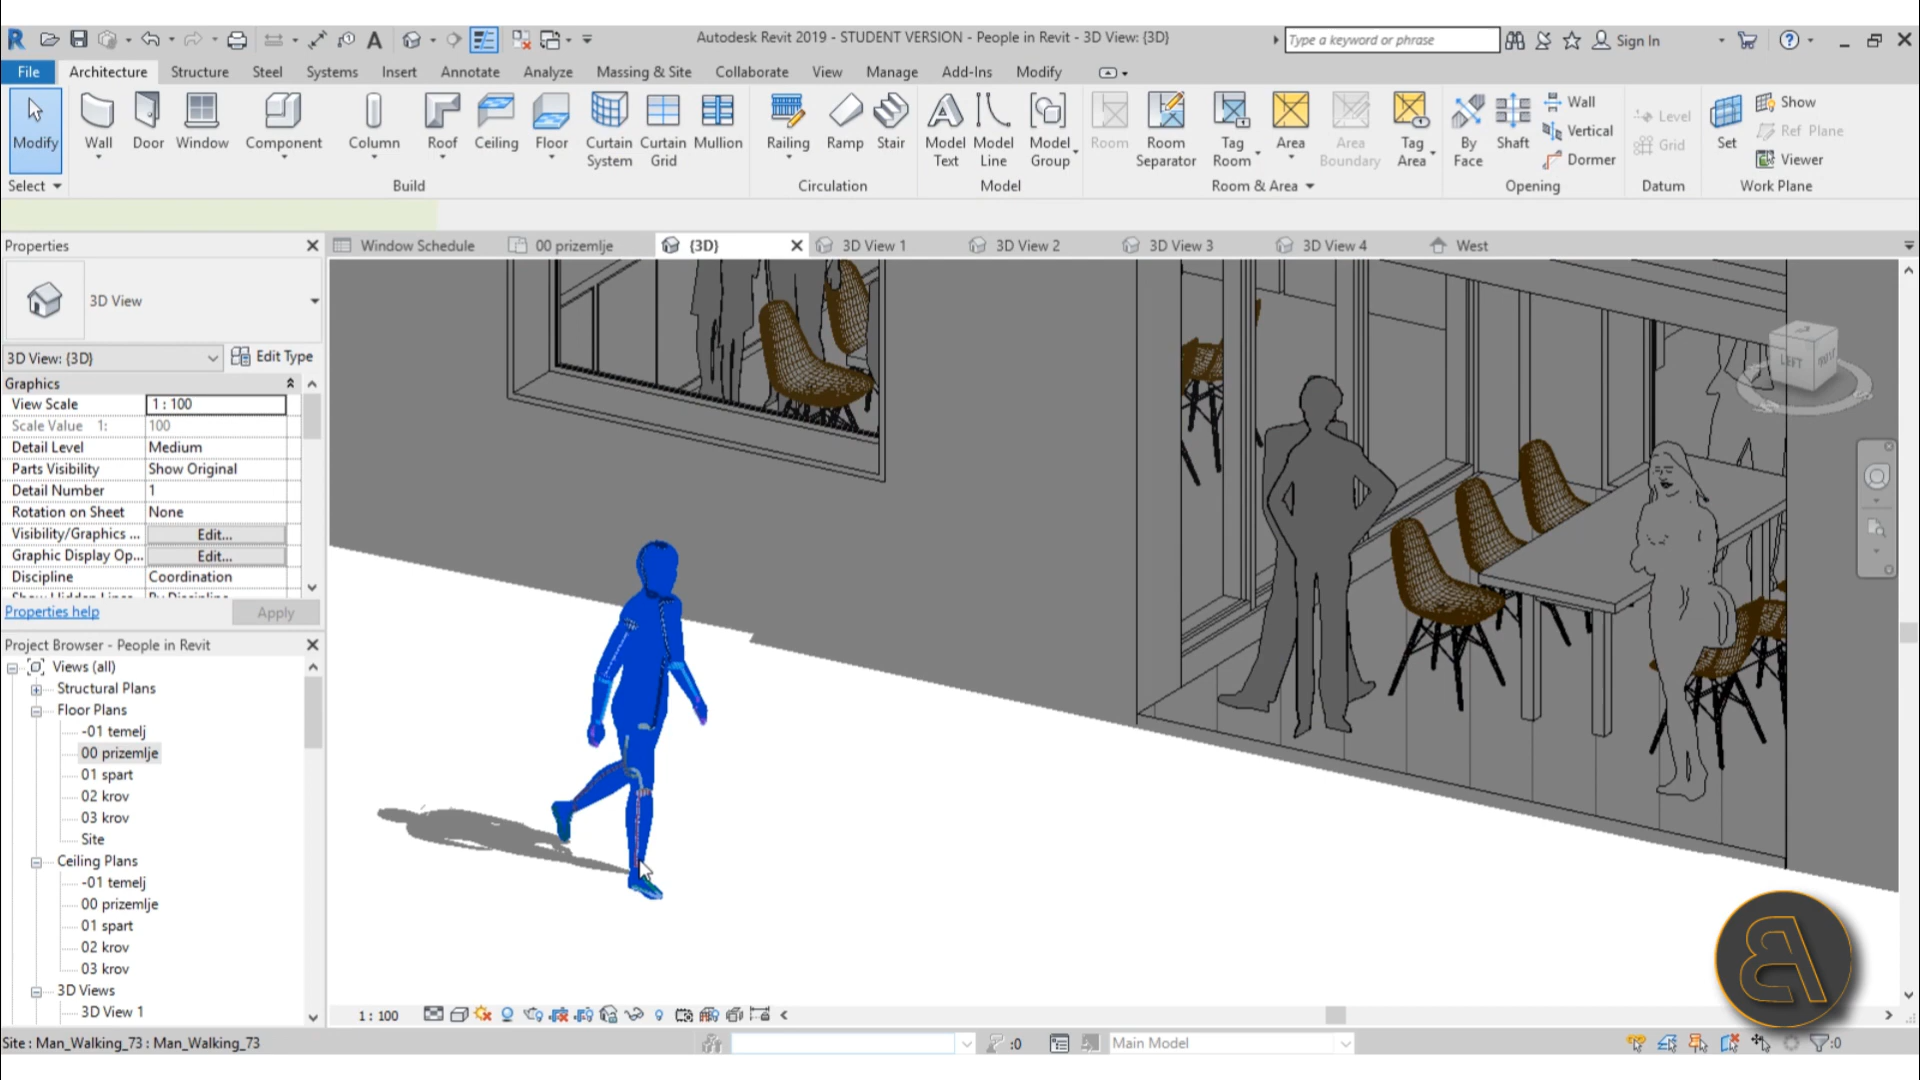 Autodesk Revit 2019 - STUDENT VERSION - People in Revit - 3D View: {3D}
Type a keyword or phrase
Sign In
File Architecture Structure Steel Systems Insert Annotate Analyze Massing & Site Collaborate View Manage Add-Ins Modify
Modify Wall Door Window Component Column Roof Ceiling Floor Curtain System Curtain Grid Mullion Railing Ramp Stair Model Text Model Line Model Group Room Room Separator Tag Room Area Area Boundary Tag Area By Face Shaft Wall Vertical Dormer Level Grid Set Show Ref Plane Viewer
Select Build Circulation Model Room & Area Opening Datum Work Plane
Properties
Window Schedule 00 prizemlje {3D} 3D View 1 3D View 2 3D View 3 3D View 4 West
3D View
3D View: {3D} Edit Type
Graphics
View Scale 1 : 100
Scale Value 1: 100
Detail Level Medium
Parts Visibility Show Original
Detail Number 1
Rotation on Sheet None
Visibility/Graphics ... Edit...
Graphic Display Op... Edit...
Discipline Coordination
Show Hidden Lines By Discipline
Properties help Apply
Project Browser - People in Revit
Views (all)
Structural Plans
Floor Plans
-01 temelj
00 prizemlje
01 spart
02 krov
03 krov
Site
Ceiling Plans
-01 temelj
00 prizemlje
01 spart
02 krov
03 krov
3D Views
3D View 1
LEFT
1 : 100
Site : Man_Walking_73 : Man_Walking_73
:0
Main Model
:0